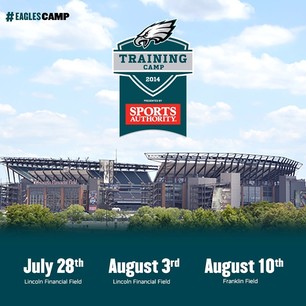 #EAGLESCAMP
TRAINING
CAMP
2014
PRESENTED BY
SPORTS
AUTHORITY.
July 28th
Lincoln Financial Field
August 3rd
Lincoln Financial Field
August 10th
Franklin Field